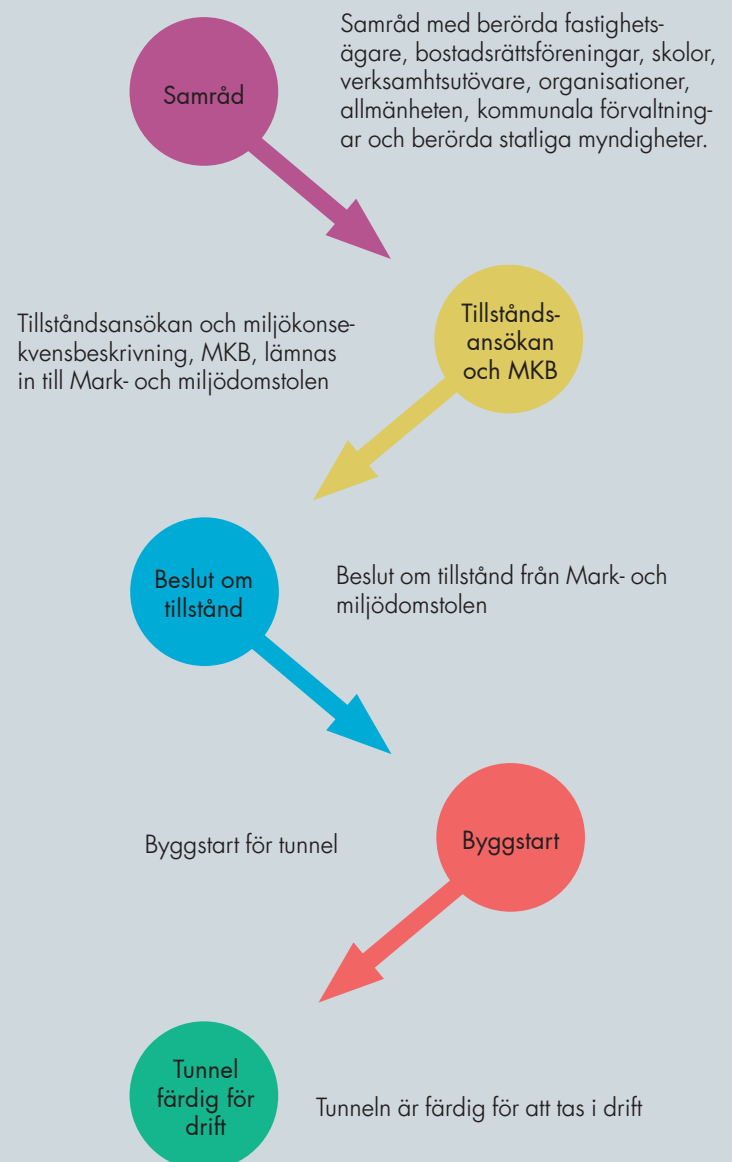 Samråd
Samråd med berörda fastighets-
ägare, bostadsrättsföreningar, skolor,
verksamhtsutövare, organisationer,
allmänheten, kommunala förvaltning-
ar och berörda statliga myndigheter.
Tillståndsansökan och miljökonse-
kvensbeskrivning, MKB, lämnas
in till Mark- och miljödomstolen
Tillstånds-
ansökan
och MKB
Beslut om
tillstånd
Beslut om tillstånd från Mark- och
miljödomstolen
Byggstart för tunnel
Byggstart
Tunnel
färdig för
drift
Tunneln är färdig för att tas i drift